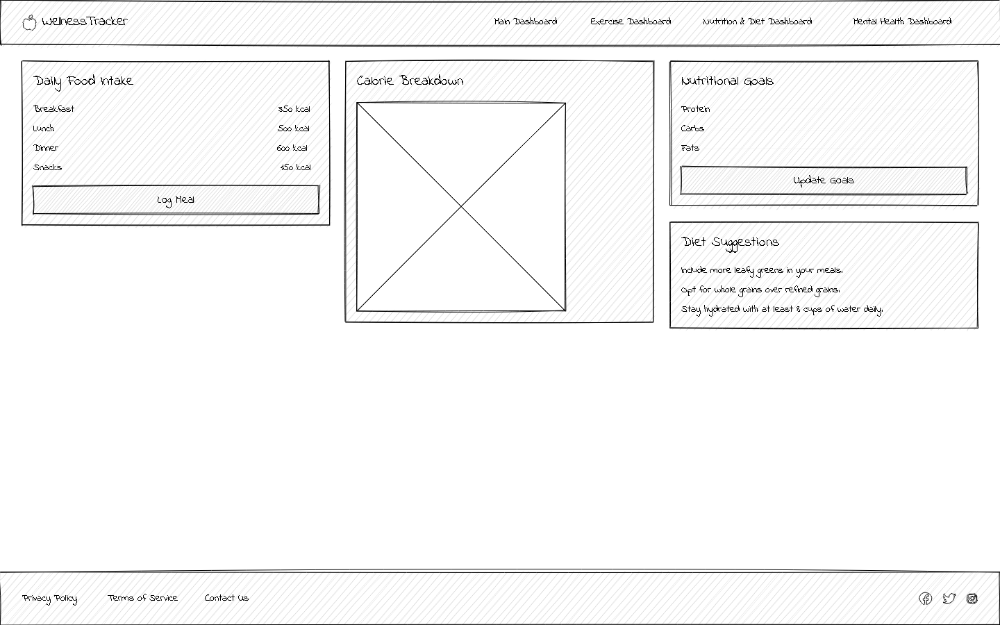 WellnessTracker
Main Dashboard
Exercise Dashboard
Nutrition & Diet Dashboard
Mental Health Dashboard
Daily Food Intake
Breakfast 350 kcal
Lunch 500 kcal
Dinner 600 kcal
Snacks 150 kcal
Log Meal
Calorie Breakdown
Nutritional Goals
Protein
Carbs
Fats
Update Goals
Diet Suggestions
Include more leafy greens in your meals.
Opt for whole grains over refined grains.
Stay hydrated with at least 8 cups of water daily.
Privacy Policy
Terms of Service
Contact Us